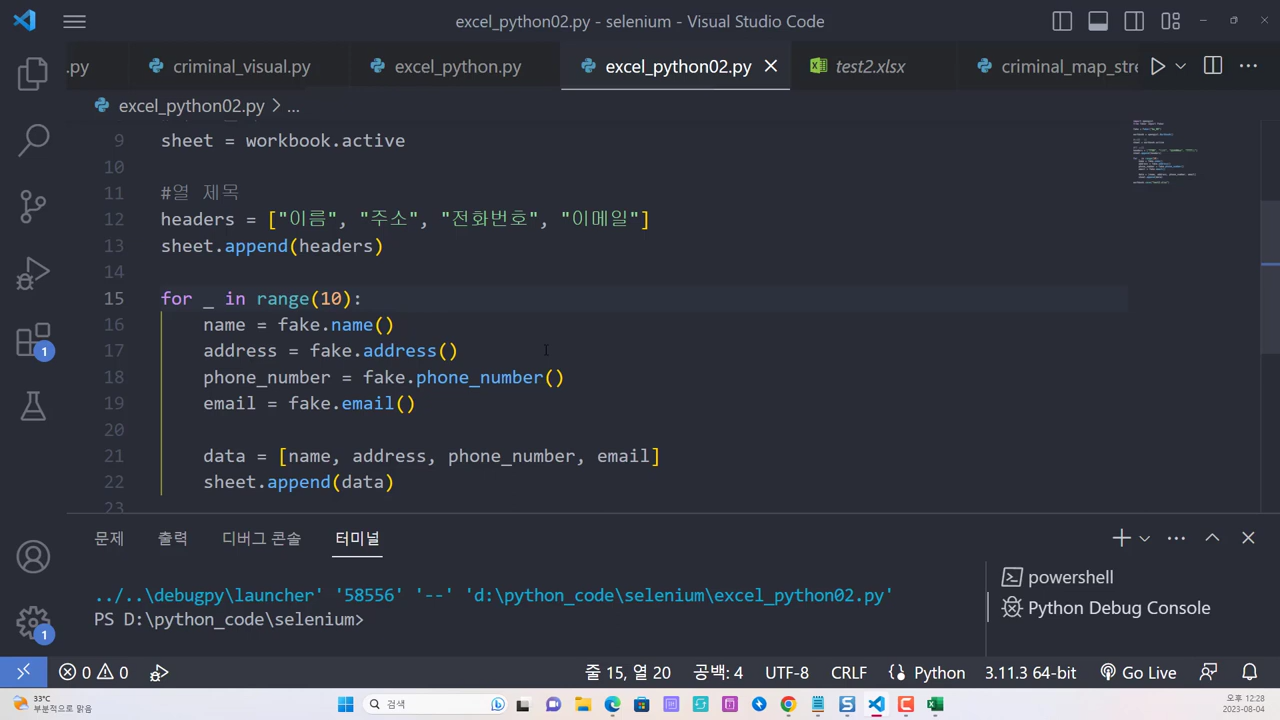 excel_python02.py - selenium - Visual Studio Code
.py criminal_visual.py excel_python.py excel_python02.py test2.xlsx criminal_map_stre
excel_python02.py > ...
9 sheet = workbook.active
10
11 #열 제목
12 headers = ["이름", "주소", "전화번호", "이메일"]
13 sheet.append(headers)
14
15 for _ in range(10):
16 name = fake.name()
17 address = fake.address()
18 phone_number = fake.phone_number()
19 email = fake.email()
20
21 data = [name, address, phone_number, email]
22 sheet.append(data)
23
1
1
문제 출력 디버그 콘솔 터미널
../..\debugpy\launcher' '58556' '--' 'd:\python_code\selenium\excel_python02.py'
PS D:\python_code\selenium>
powershell
Python Debug Console
0 0 줄 15, 열 20 공백: 4 UTF-8 CRLF Python 3.11.3 64-bit Go Live
33°C
부분적으로 맑음
검색
오후 12:28
2023-08-04